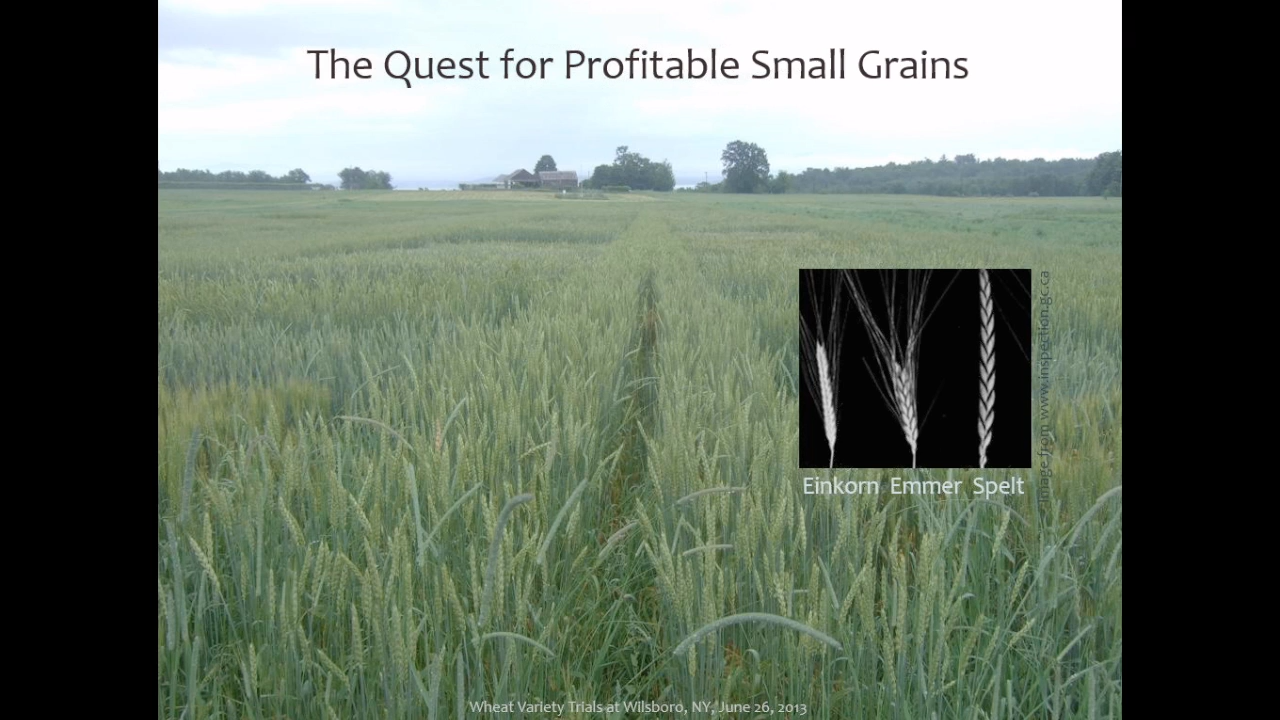 The Quest for Profitable Small Grains
Image from www.inspection.gc.ca
Einkorn Emmer Spelt
Wheat Variety Trials at Wilsboro, NY, June 26, 2013